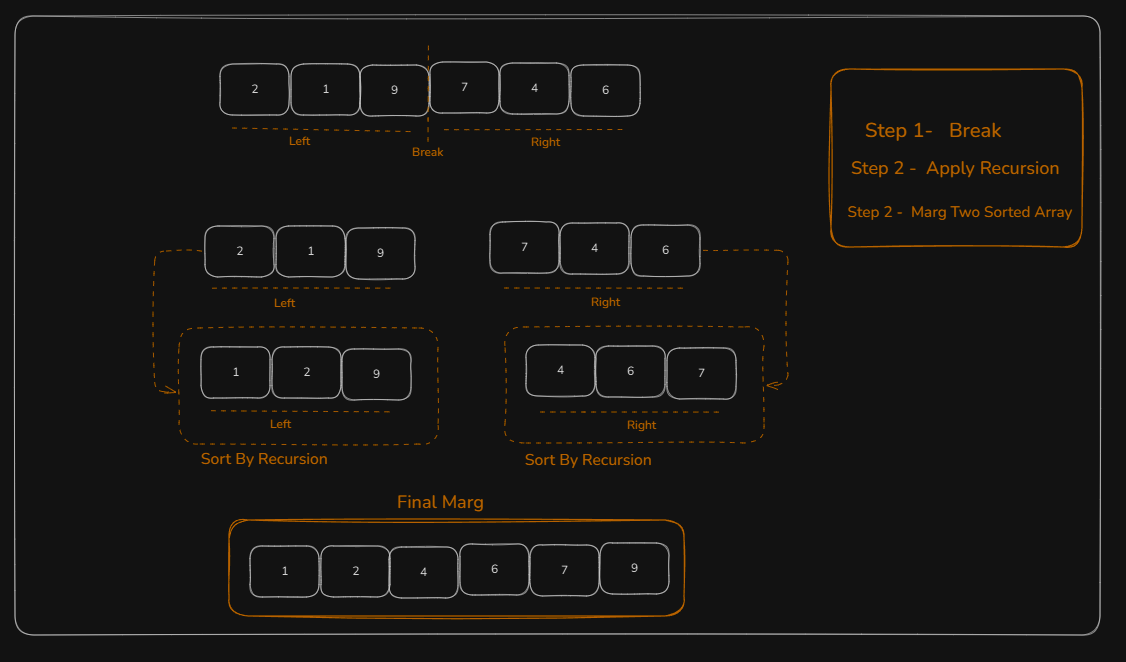 2 1 9 7 4 6
Left
Right
Break
Step 1- Break
Step 2 - Apply Recursion
Step 2 - Marg Two Sorted Array
2 1 9
Left
7 4 6
Right
1 2 9
Left
Sort By Recursion
4 6 7
Right
Sort By Recursion
Final Marg
1 2 4 6 7 9